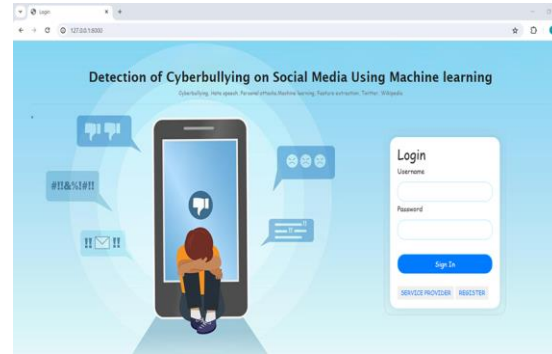 Login
127.0.0.1:8000
Detection of Cyberbullying on Social Media Using Machine learning
Cyberbullying, Hate speech, Personal attacks,Machine learning, Feature extraction, Twitter, Wikipedia
#!!&%!#!!
!! !!
!!
!!
Login
Username
Password
Sign In
SERVICE PROVIDER REGISTER